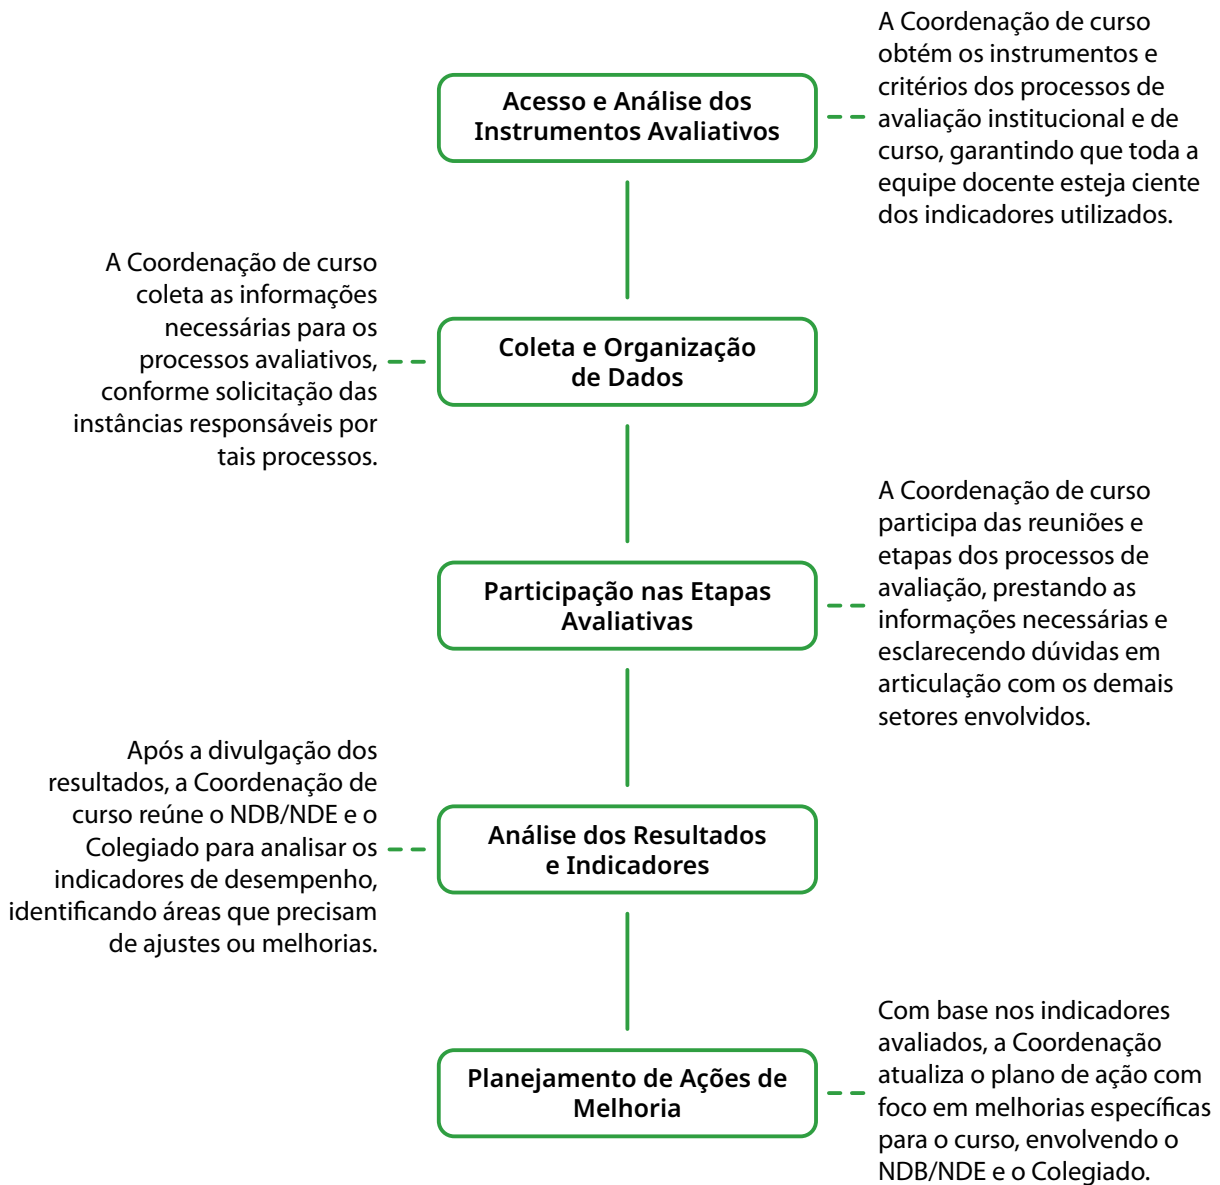 Acesso e Análise dos
Instrumentos Avaliativos
A Coordenação de curso
obtém os instrumentos e
critérios dos processos de
avaliação institucional e de
curso, garantindo que toda a
equipe docente esteja ciente
dos indicadores utilizados.
Coleta e Organização
de Dados
A Coordenação de curso
coleta as informações
necessárias para os
processos avaliativos,
conforme solicitação das
instâncias responsáveis por
tais processos.
Participação nas Etapas
Avaliativas
A Coordenação de curso
participa das reuniões e
etapas dos processos de
avaliação, prestando as
informações necessárias e
esclarecendo dúvidas em
articulação com os demais
setores envolvidos.
Análise dos Resultados
e Indicadores
Após a divulgação dos
resultados, a Coordenação de
curso reúne o NDB/NDE e o
Colegiado para analisar os
indicadores de desempenho,
identificando áreas que precisam
de ajustes ou melhorias.
Planejamento de Ações de
Melhoria
Com base nos indicadores
avaliados, a Coordenação
atualiza o plano de ação com
foco em melhorias específicas
para o curso, envolvendo o
NDB/NDE e o Colegiado.